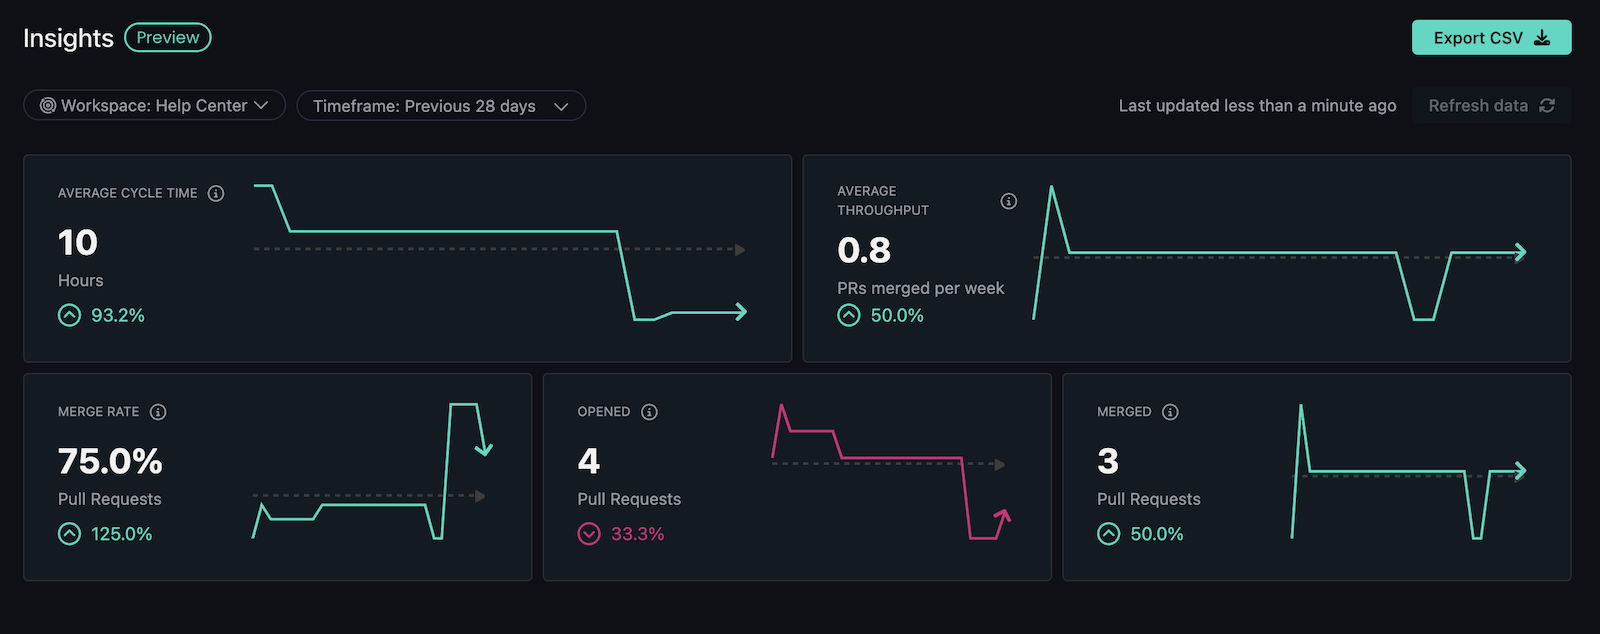 Insights Preview
Export CSV
Workspace: Help Center
Timeframe: Previous 28 days
Last updated less than a minute ago
Refresh data
AVERAGE CYCLE TIME
10
Hours
93.2%
AVERAGE
THROUGHPUT
0.8
PRs merged per week
50.0%
MERGE RATE
75.0%
Pull Requests
125.0%
OPENED
4
Pull Requests
33.3%
MERGED
3
Pull Requests
50.0%